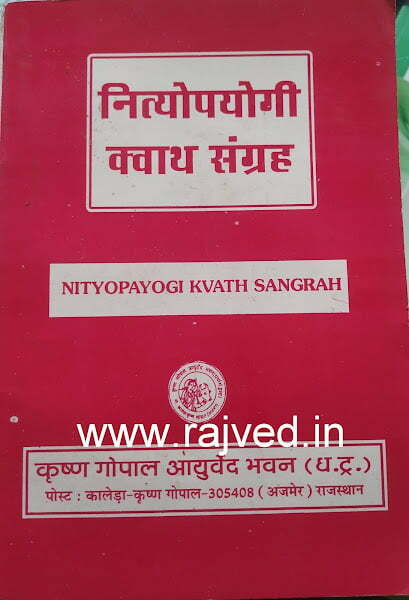 नित्योपयोगी
क्वाथ संग्रह
NITYOPAYOGI KVATH SANGRAH
www.rajved.in
कृष्ण गोपाल आयुर्वेद भवन (ध.ट्र.)
पोस्ट : कालेड़ा-कृष्ण गोपाल-305408 ( अजमेर ) राजस्थान